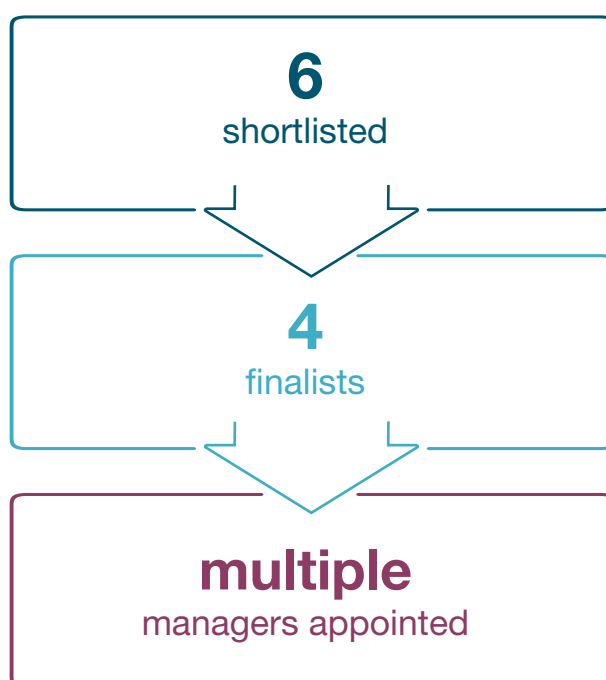 6
shortlisted
4
finalists
multiple
managers appointed